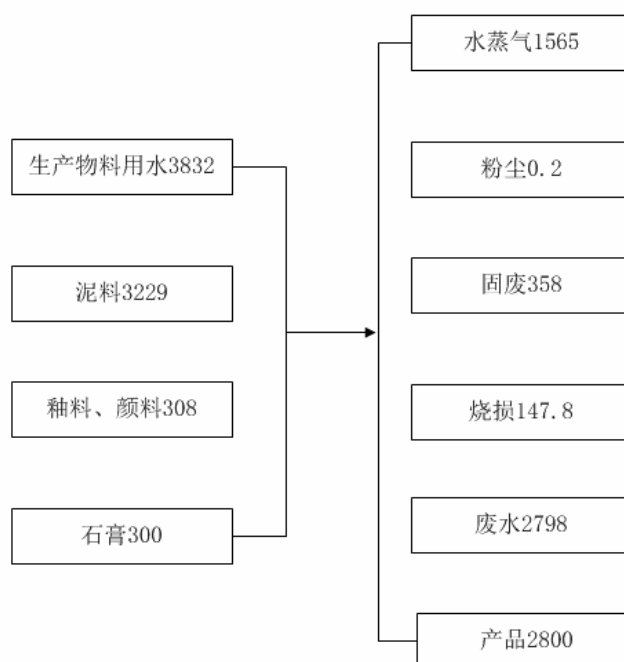 生产物料用水3832
泥料3229
釉料、颜料308
石膏300
水蒸气1565
粉尘0.2
固废358
烧损147.8
废水2798
产品2800